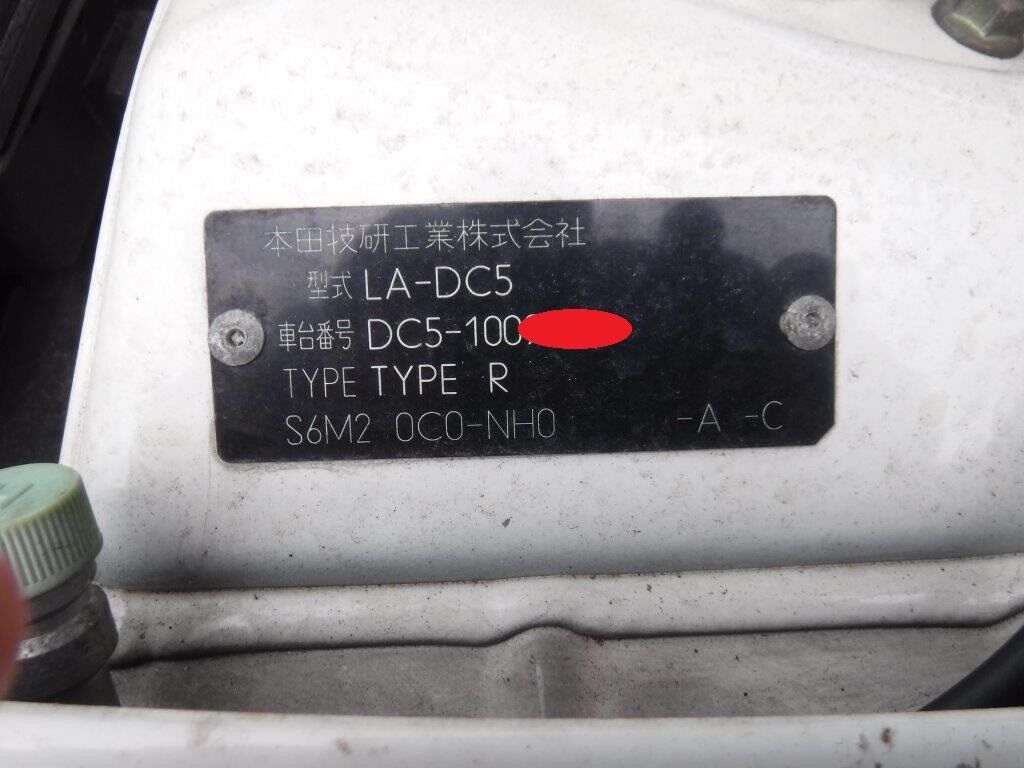 本田技研工業株式会社
型式 LA-DC5
車台番号 DC5-100
TYPE TYPE R
S6M2 0C0-NH0 -A -C